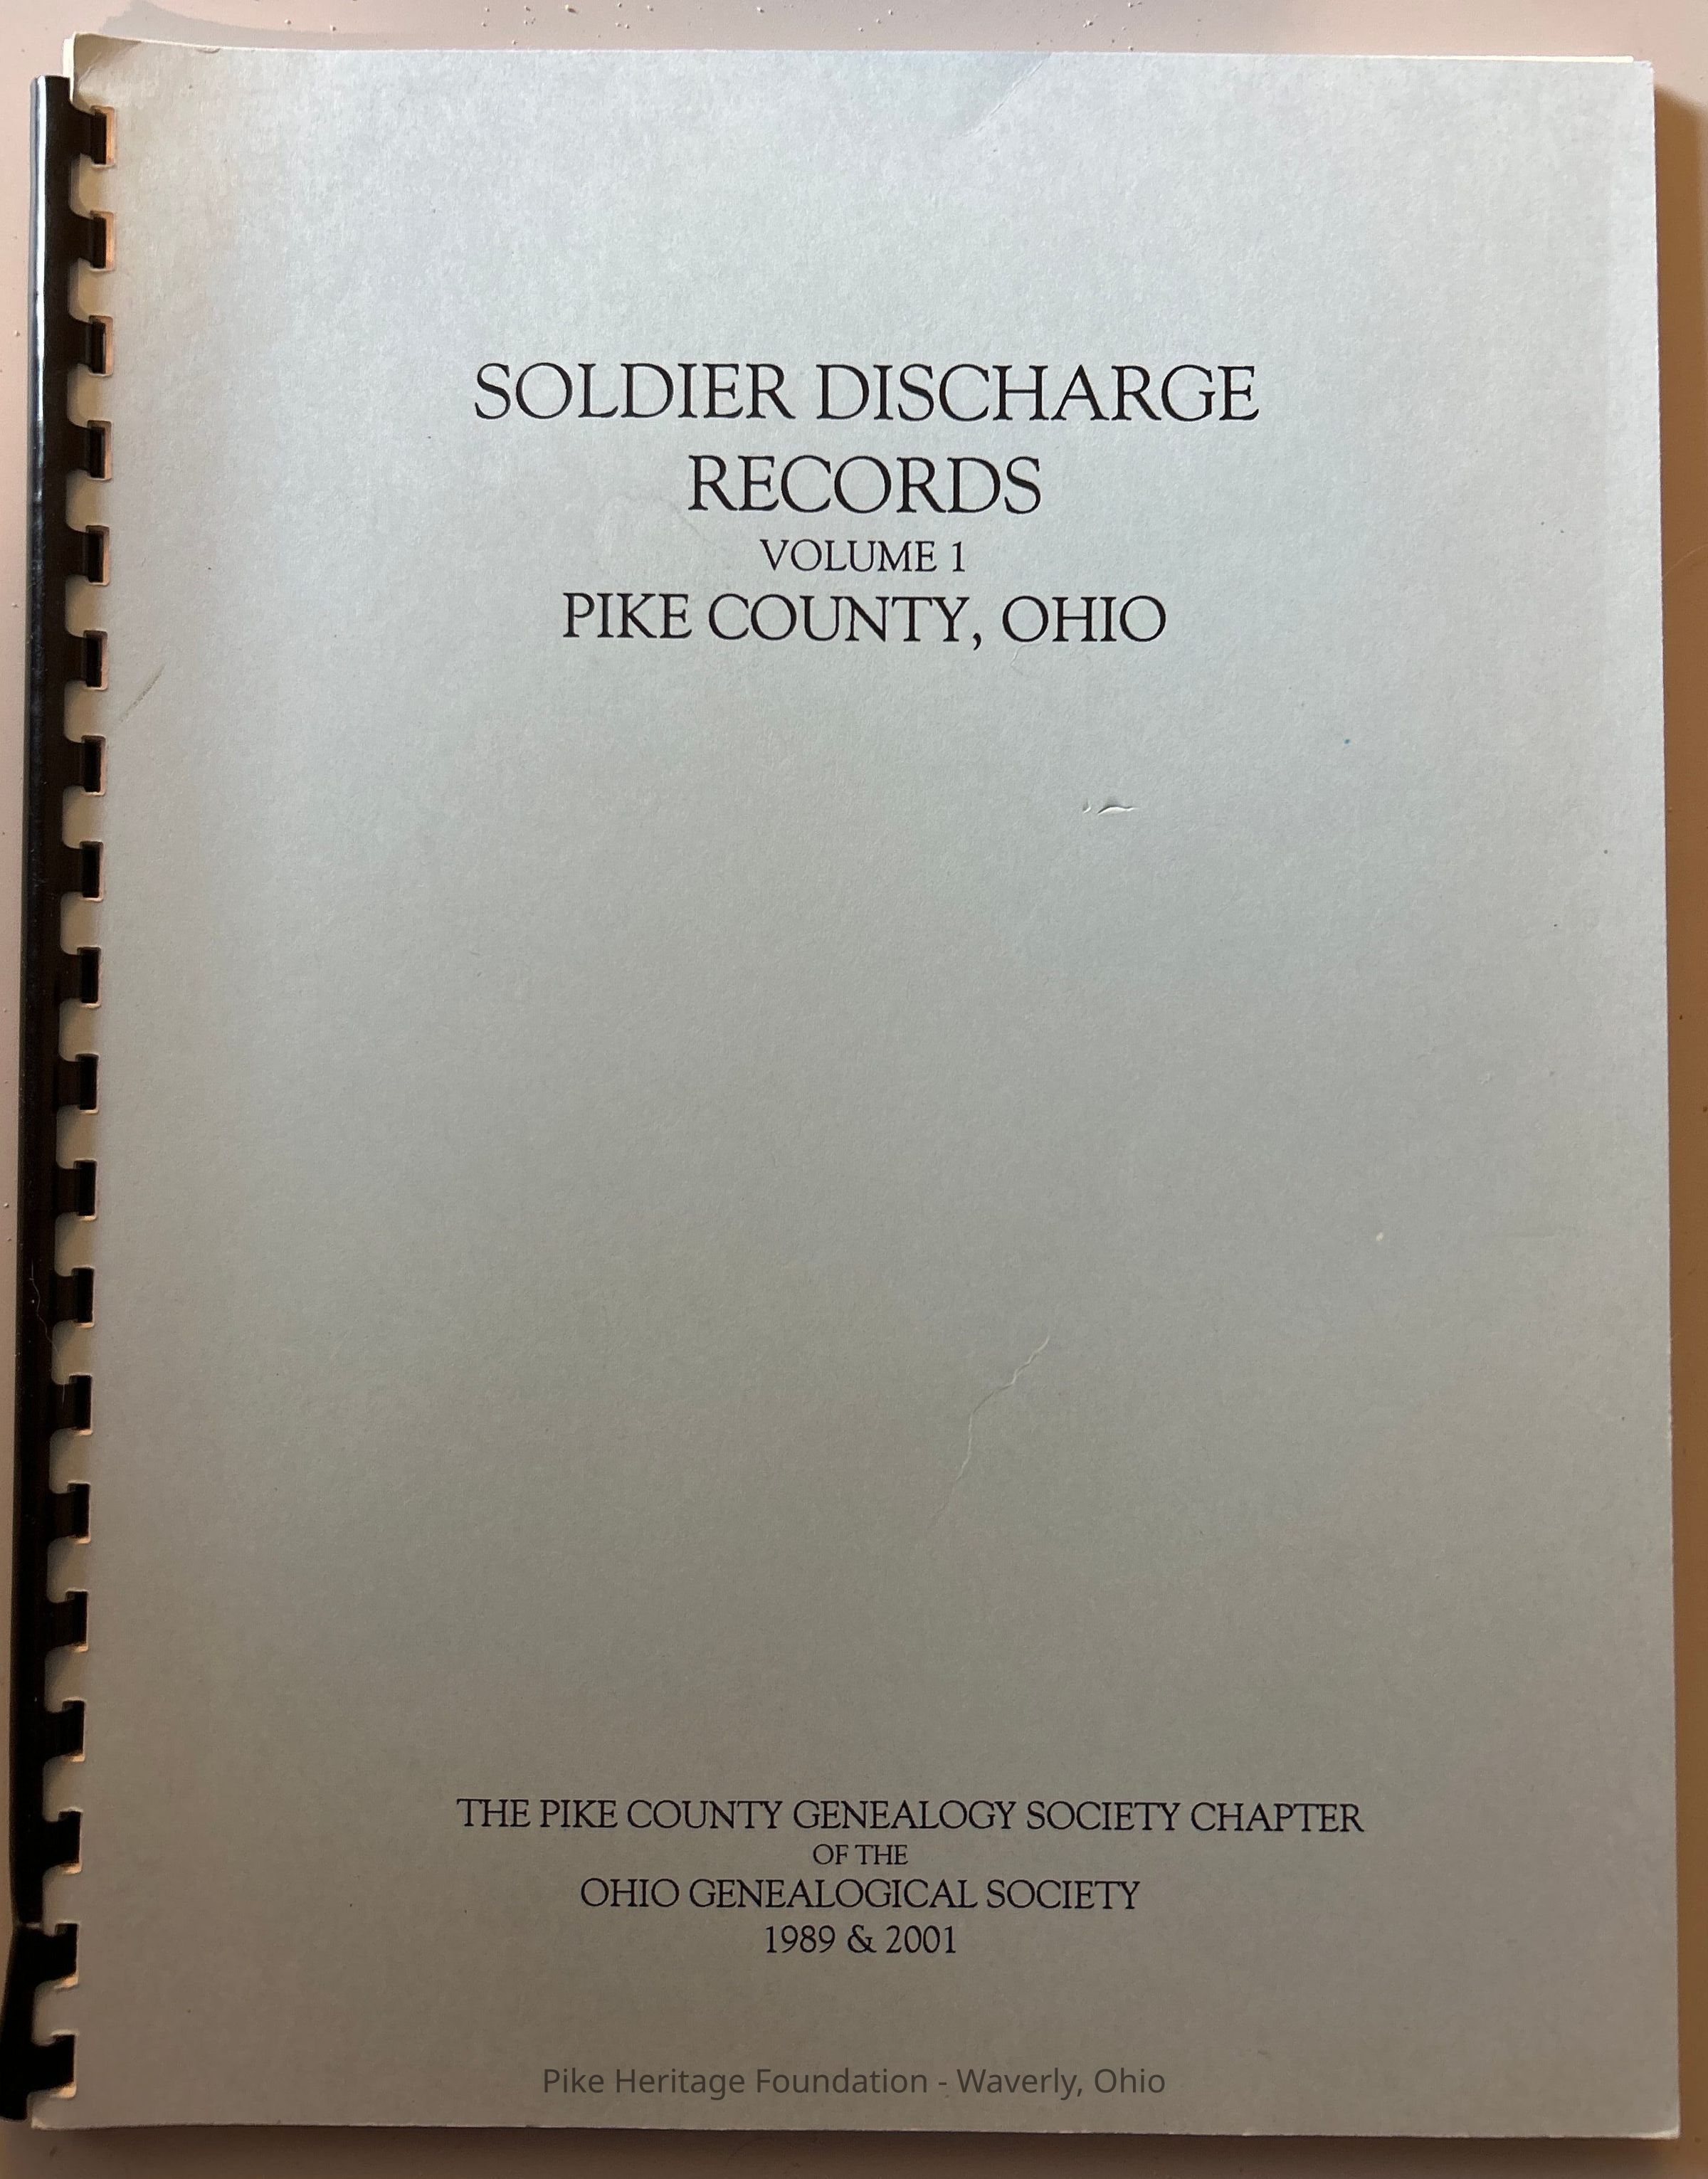 SOLDIER DISCHARGE
RECORDS
VOLUME 1
PIKE COUNTY, OHIO
THE PIKE COUNTY GENEALOGY SOCIETY CHAPTER
OF THE
OHIO GENEALOGICAL SOCIETY
1989 & 2001
Pike Heritage Foundation - Waverly, Ohio